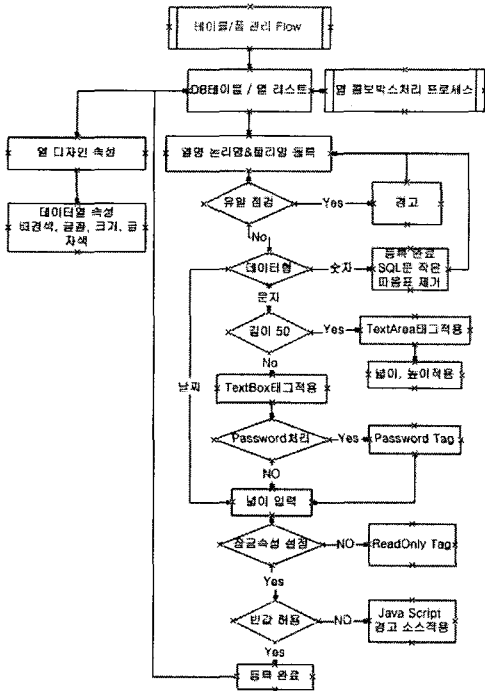 테이블/폼 관리 Flow
DB테이블 / 열 리스트
열 콤보박스처리 프로세스
열 디자인 속성
열명 논리명&물리명 등록
데이터열 속성
배경색, 글꼴, 크기, 글
자색
유일 점검
Yes
경고
No
데이터형
숫자
등록 완료
SQL문 작은
따옴표 제거
문자
길이 50
Yes
TextArea태그적용
No
넓이, 높이적용
날짜
TextBox태그적용
Password처리
Yes
Password Tag
NO
넓이 입력
잠금속성 설정
NO
ReadOnly Tag
Yes
빈값 허용
NO
Java Script
경고 소스적용
Yes
등록 완료